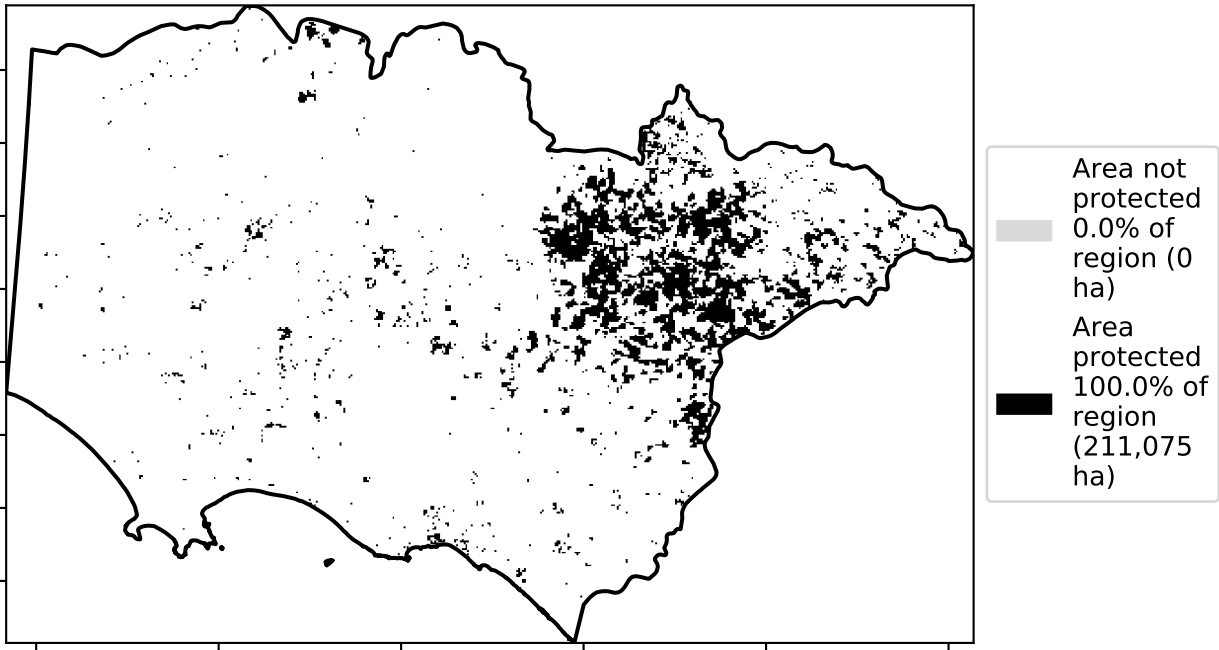 Area not
protected
0.0% of
region (0
ha)
Area
protected
100.0% of
region
(211,075
ha)